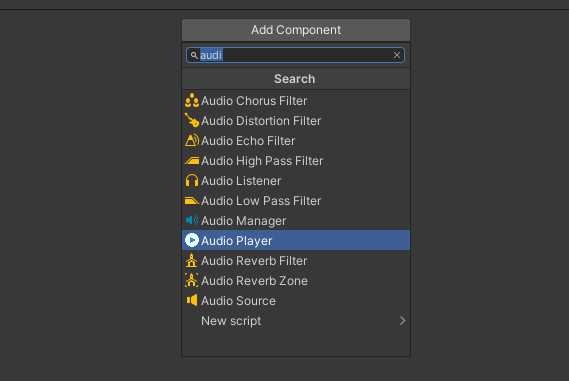 Add Component
audi
Search
Audio Chorus Filter
Audio Distortion Filter
Audio Echo Filter
Audio High Pass Filter
Audio Listener
Audio Low Pass Filter
Audio Manager
Audio Player
Audio Reverb Filter
Audio Reverb Zone
Audio Source
New script